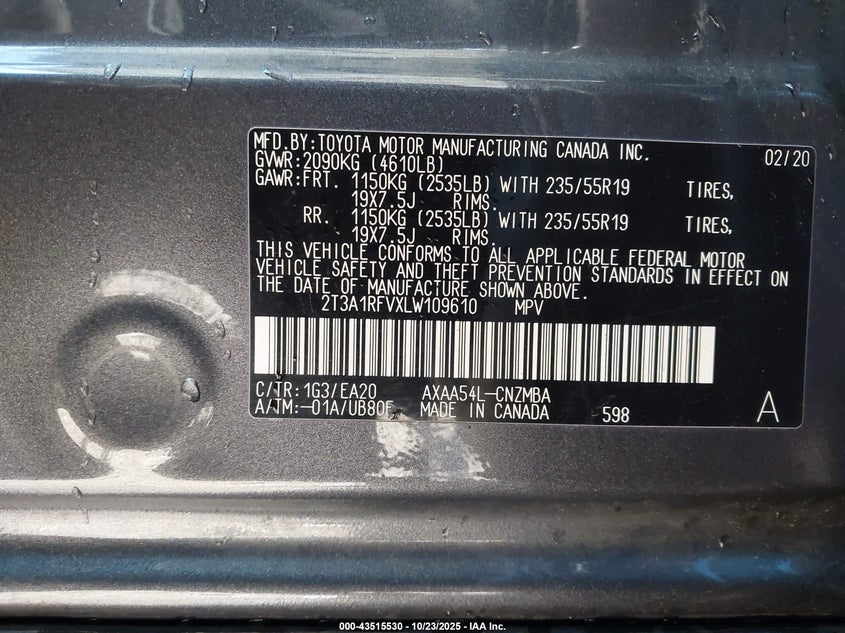 MFD.BY:TOYOTA MOTOR MANUFACTURING CANADA INC. 02/20
GVWR:2090KG (4610LB)
GAWR:FRT. 1150KG (2535LB) WITH 235/55R19 TIRES,
19X7.5J RIMS.
RR. 1150KG (2535LB) WITH 235/55R19 TIRES,
19X7.5J RIMS.
THIS VEHICLE CONFORMS TO ALL APPLICABLE FEDERAL MOTOR
VEHICLE SAFETY AND THEFT PREVENTION STANDARDS IN EFFECT ON
THE DATE OF MANUFACTURE SHOWN ABOVE.
2T3A1RFVXLW109610 MPV
C/TR:1G3/EA20 AXAA54L-CNZMBA
A/TM:-01A/UB80F MADE IN CANADA 598 A
000-43515530 - 10/23/2025 - IAA Inc.